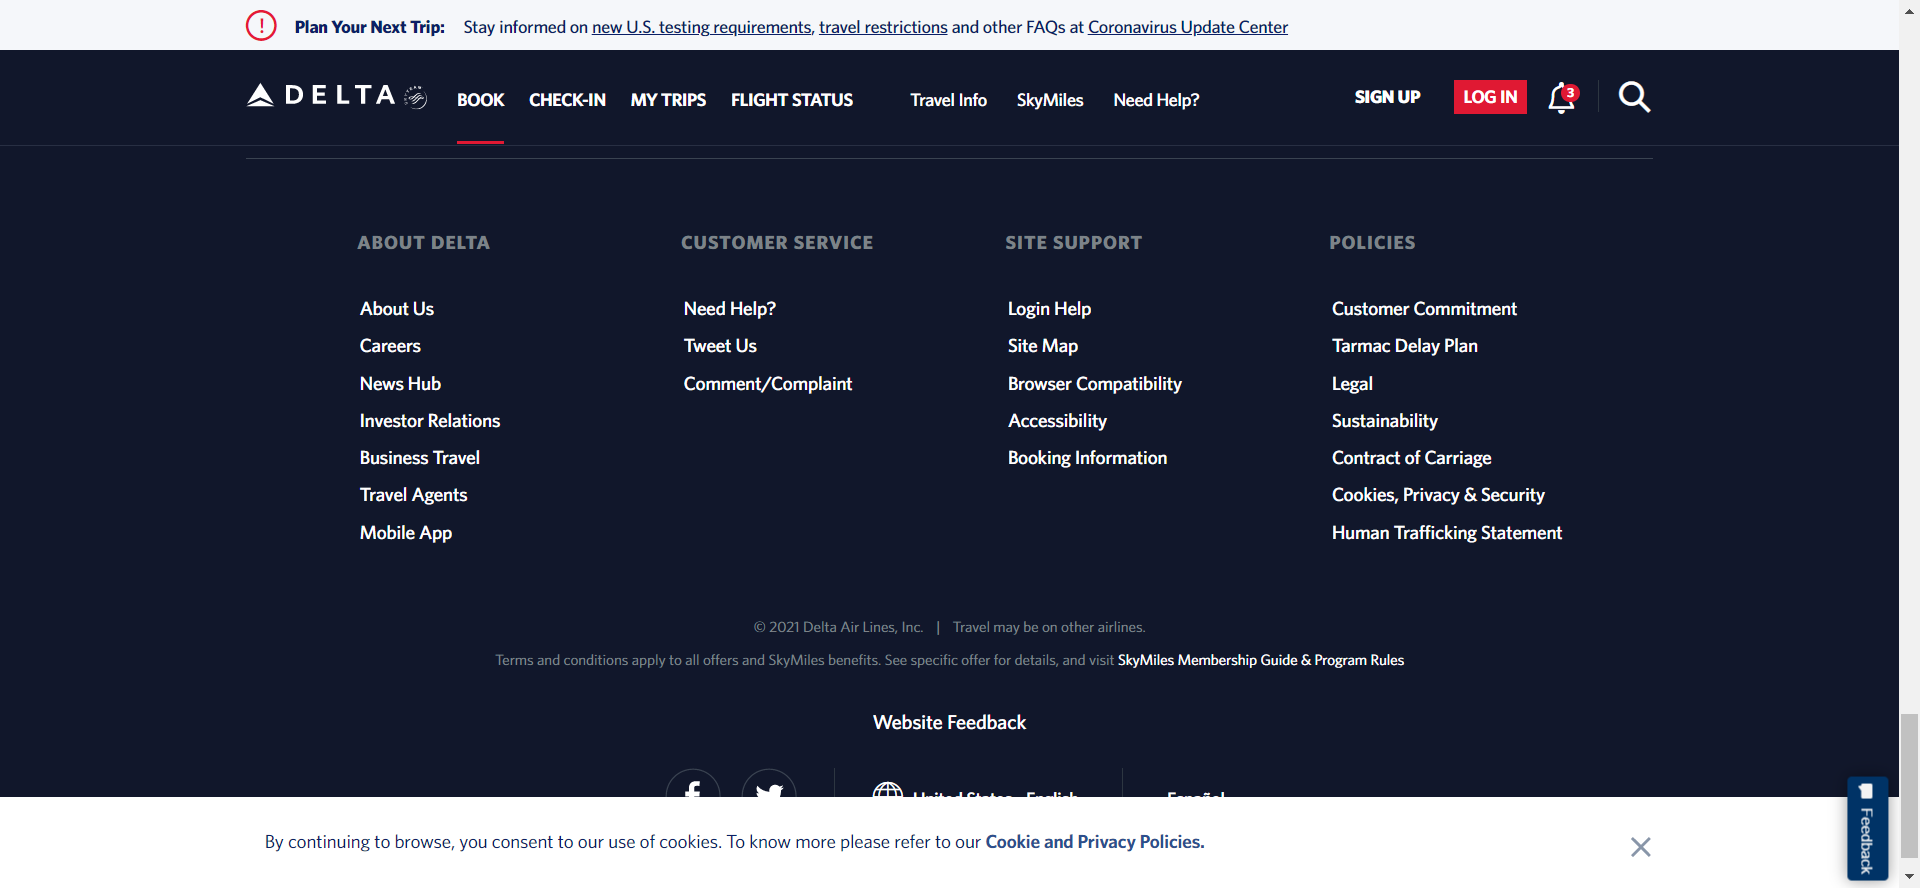 Plan Your Next Trip: Stay informed on new U.S. testing requirements, travel restrictions and other FAQs at Coronavirus Update Center
DELTA BOOK CHECK-IN MY TRIPS FLIGHT STATUS Travel Info SkyMiles Need Help? SIGN UP LOG IN 3
ABOUT DELTA
About Us
Careers
News Hub
Investor Relations
Business Travel
Travel Agents
Mobile App
CUSTOMER SERVICE
Need Help?
Tweet Us
Comment/Complaint
SITE SUPPORT
Login Help
Site Map
Browser Compatibility
Accessibility
Booking Information
POLICIES
Customer Commitment
Tarmac Delay Plan
Legal
Sustainability
Contract of Carriage
Cookies, Privacy & Security
Human Trafficking Statement
© 2021 Delta Air Lines, Inc. | Travel may be on other airlines.
Terms and conditions apply to all offers and SkyMiles benefits. See specific offer for details, and visit SkyMiles Membership Guide & Program Rules
Website Feedback
United States - English Español
By continuing to browse, you consent to our use of cookies. To know more please refer to our Cookie and Privacy Policies.
Feedback